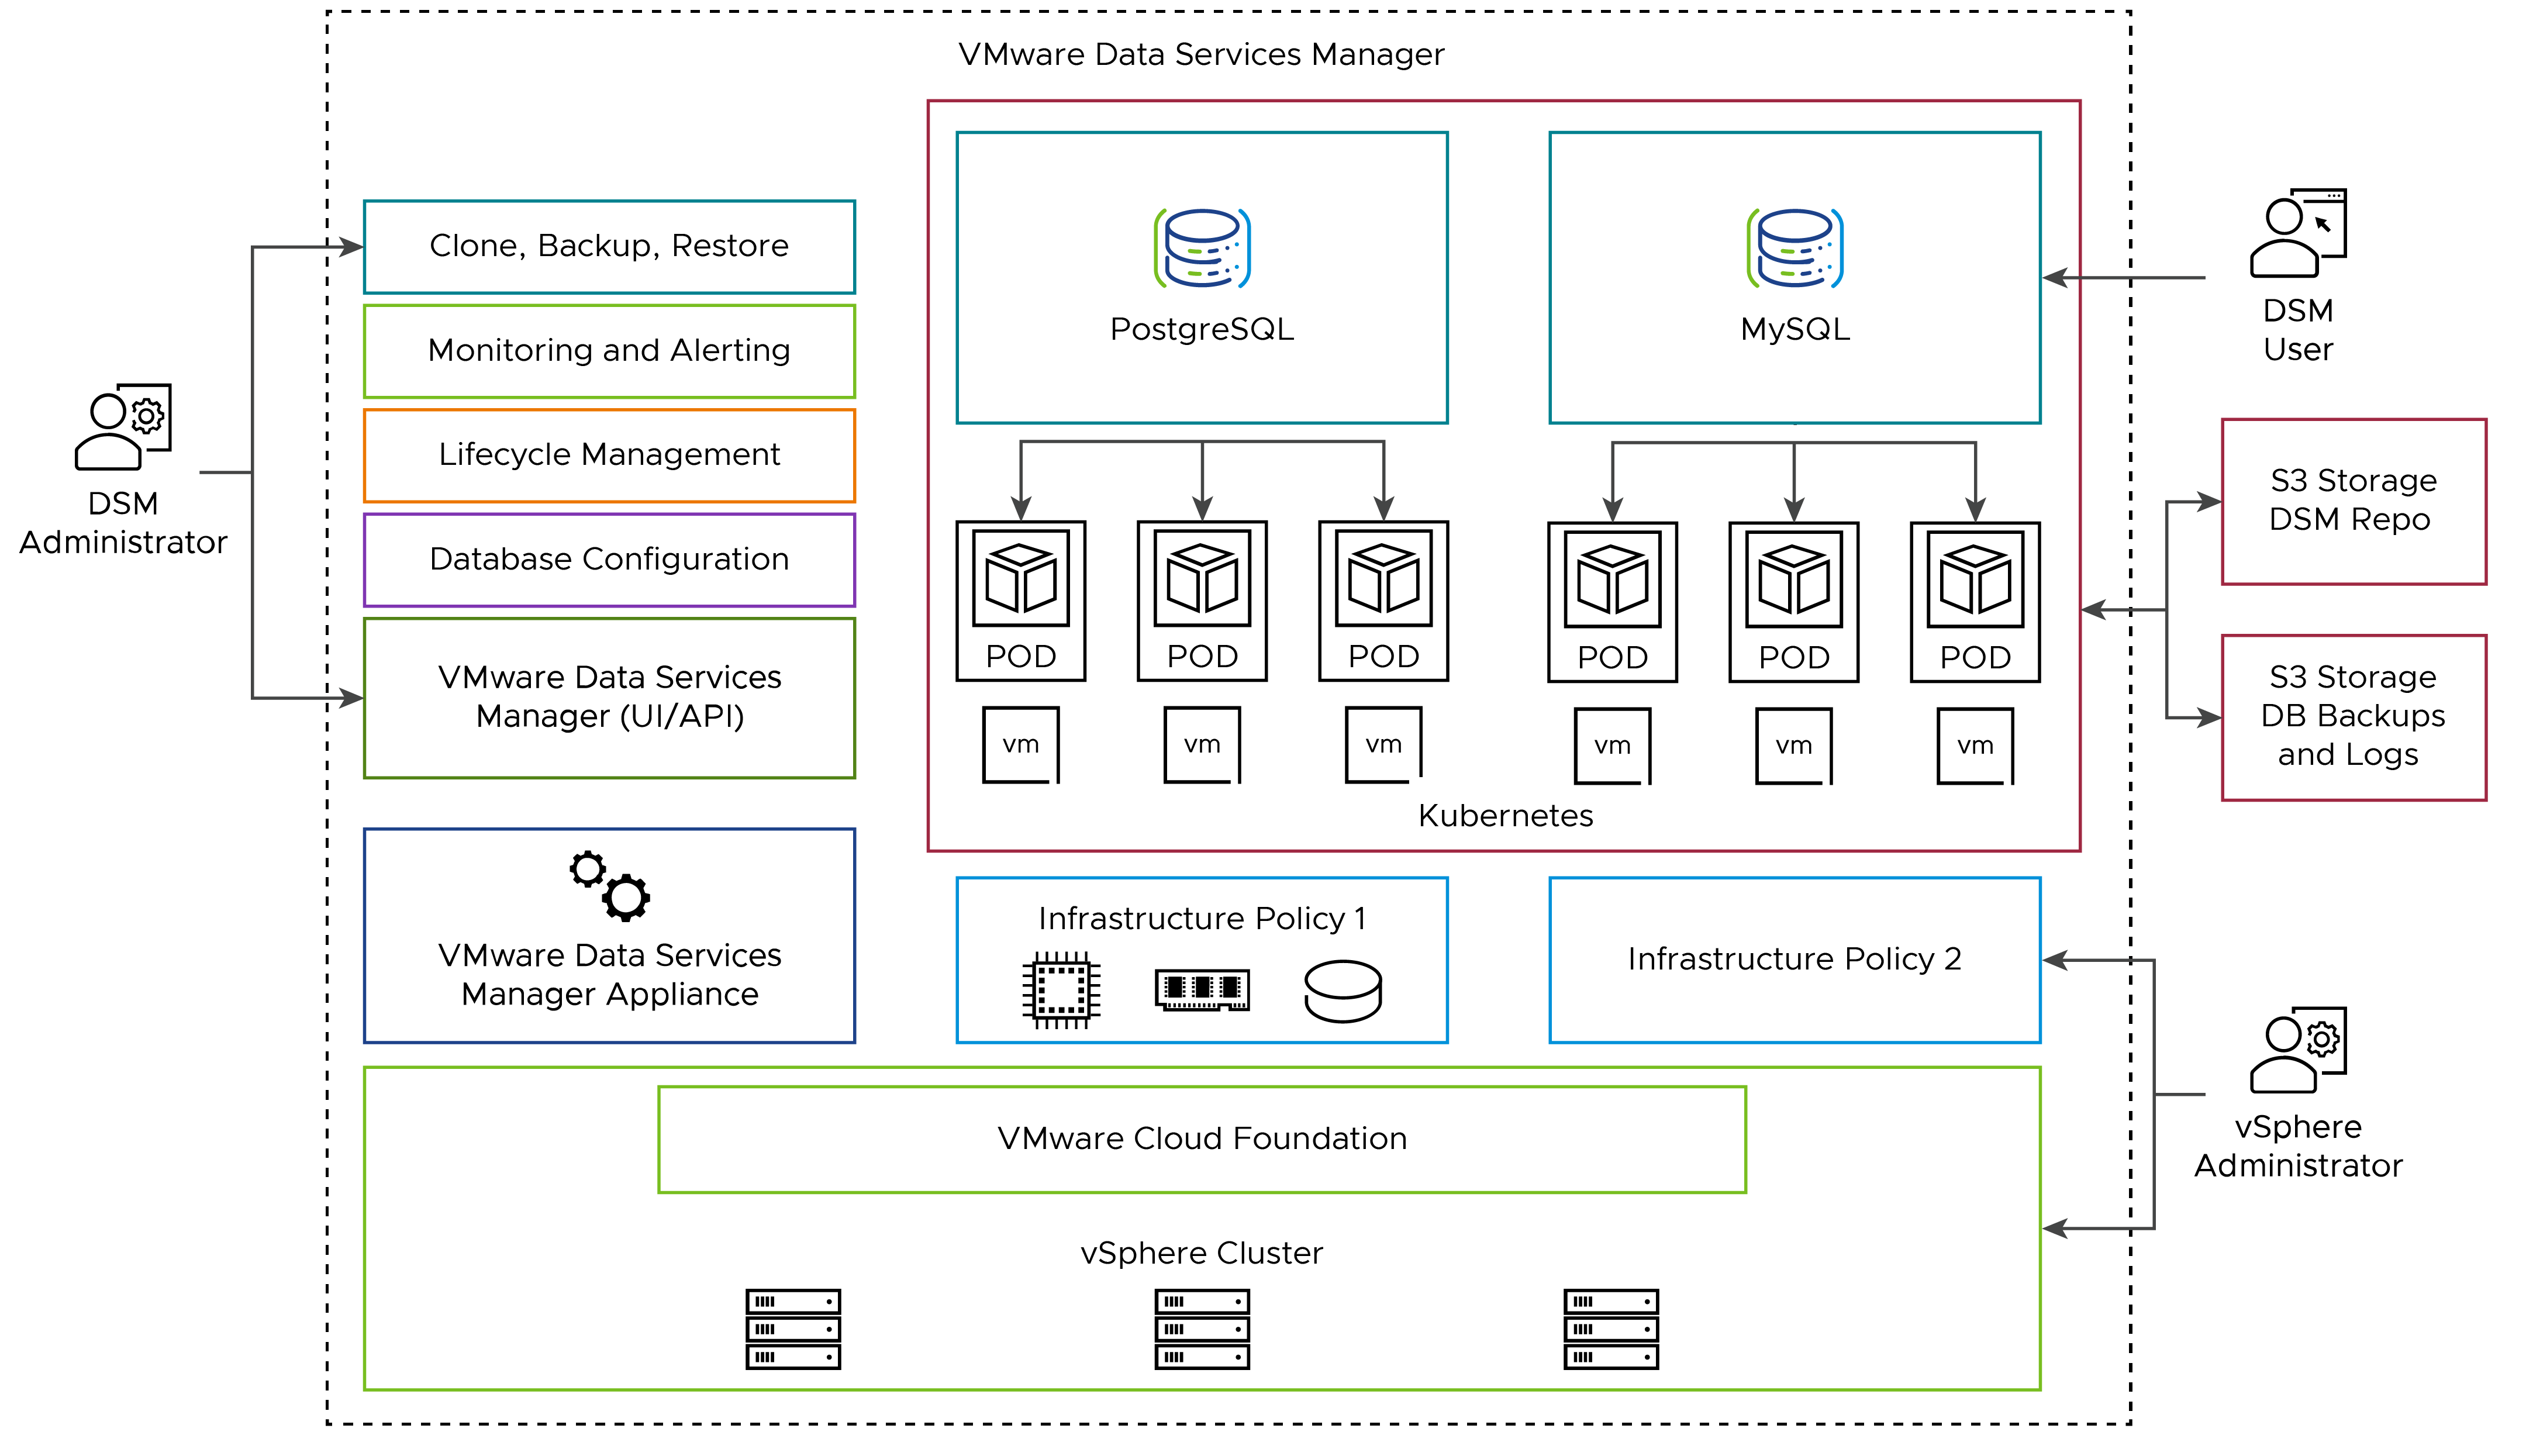 VMware Data Services Manager
Clone, Backup, Restore
Monitoring and Alerting
Lifecycle Management
Database Configuration
VMware Data Services
Manager (UI/API)
DSM
Administrator
VMware Data Services
Manager Appliance
PostgreSQL
MySQL
POD
POD
POD
POD
POD
POD
vm
vm
vm
vm
vm
vm
Kubernetes
Infrastructure Policy 1
Infrastructure Policy 2
VMware Cloud Foundation
vSphere Cluster
DSM
User
S3 Storage
DSM Repo
S3 Storage
DB Backups
and Logs
vSphere
Administrator